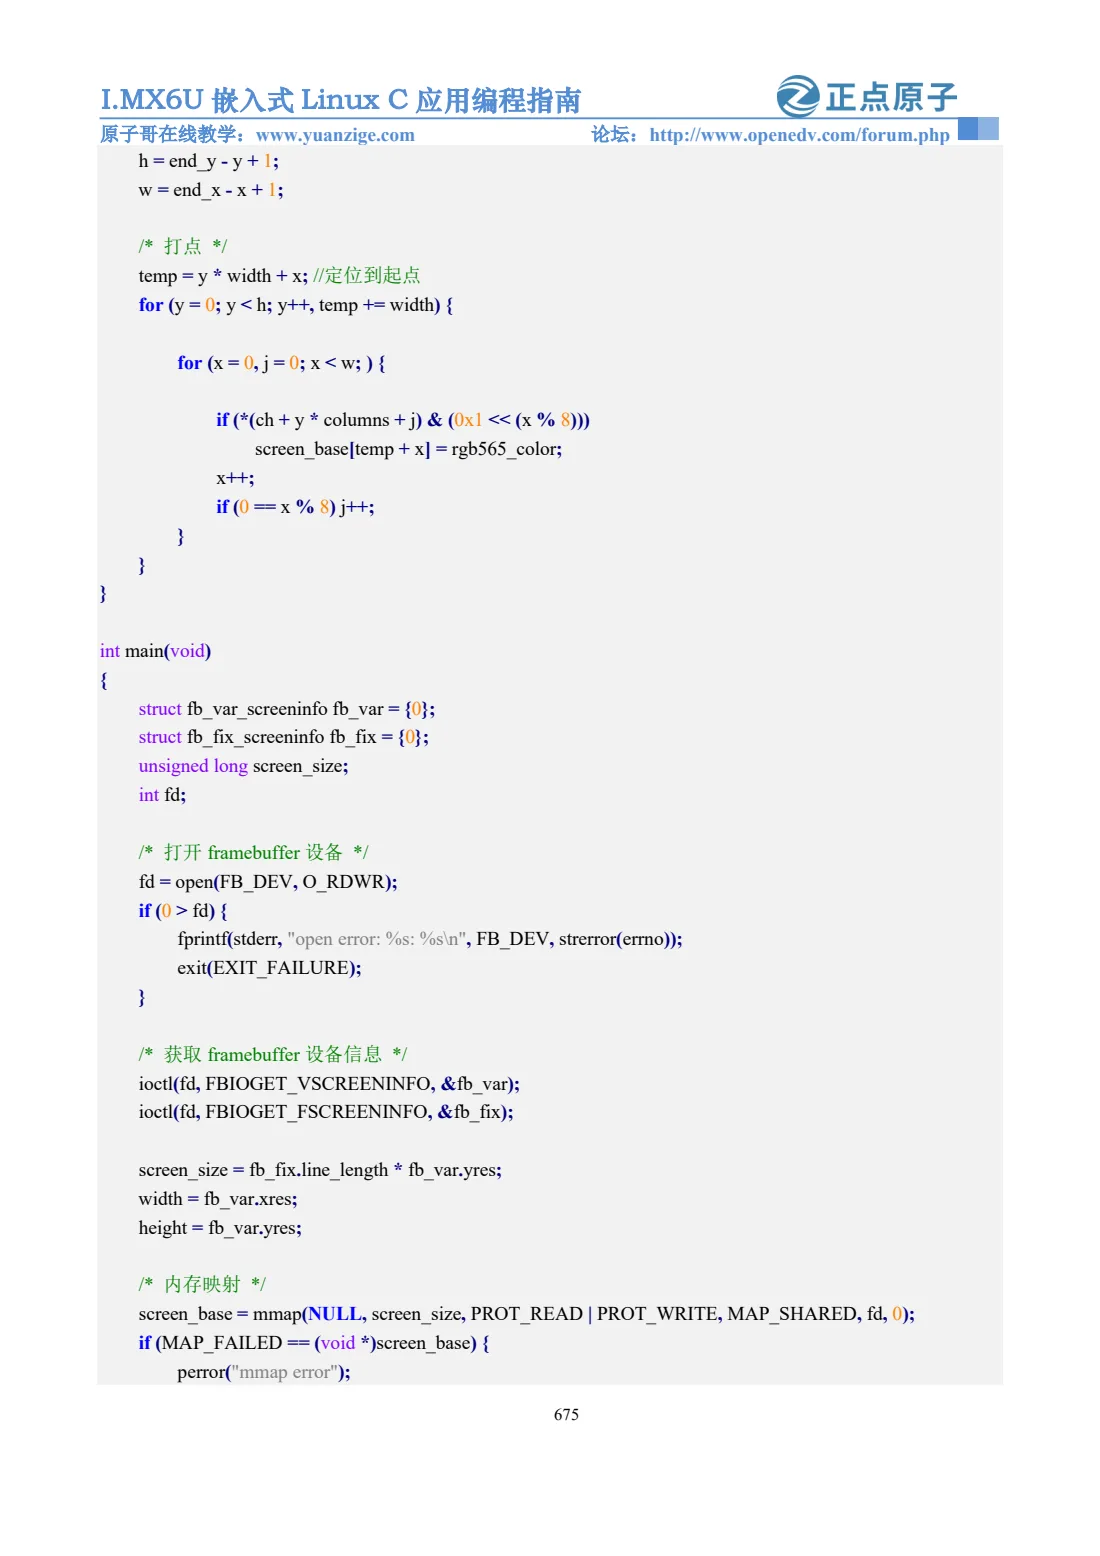 I.MX6U 嵌入式 Linux C 应用编程指南
正点原子
原子哥在线教学：www.yuanzige.com 论坛：http://www.openedv.com/forum.php
h = end_y - y + 1;
w = end_x - x + 1;
/* 打点 */
temp = y * width + x; //定位到起点
for (y = 0; y < h; y++, temp += width) {
for (x = 0, j = 0; x < w; ) {
if (*(ch + y * columns + j) & (0x1 << (x % 8)))
screen_base[temp + x] = rgb565_color;
x++;
if (0 == x % 8) j++;
}
}
}
int main(void)
{
struct fb_var_screeninfo fb_var = {0};
struct fb_fix_screeninfo fb_fix = {0};
unsigned long screen_size;
int fd;
/* 打开 framebuffer 设备 */
fd = open(FB_DEV, O_RDWR);
if (0 > fd) {
fprintf(stderr, "open error: %s: %s\n", FB_DEV, strerror(errno));
exit(EXIT_FAILURE);
}
/* 获取 framebuffer 设备信息 */
ioctl(fd, FBIOGET_VSCREENINFO, &fb_var);
ioctl(fd, FBIOGET_FSCREENINFO, &fb_fix);
screen_size = fb_fix.line_length * fb_var.yres;
width = fb_var.xres;
height = fb_var.yres;
/* 内存映射 */
screen_base = mmap(NULL, screen_size, PROT_READ | PROT_WRITE, MAP_SHARED, fd, 0);
if (MAP_FAILED == (void *)screen_base) {
perror("mmap error");
675